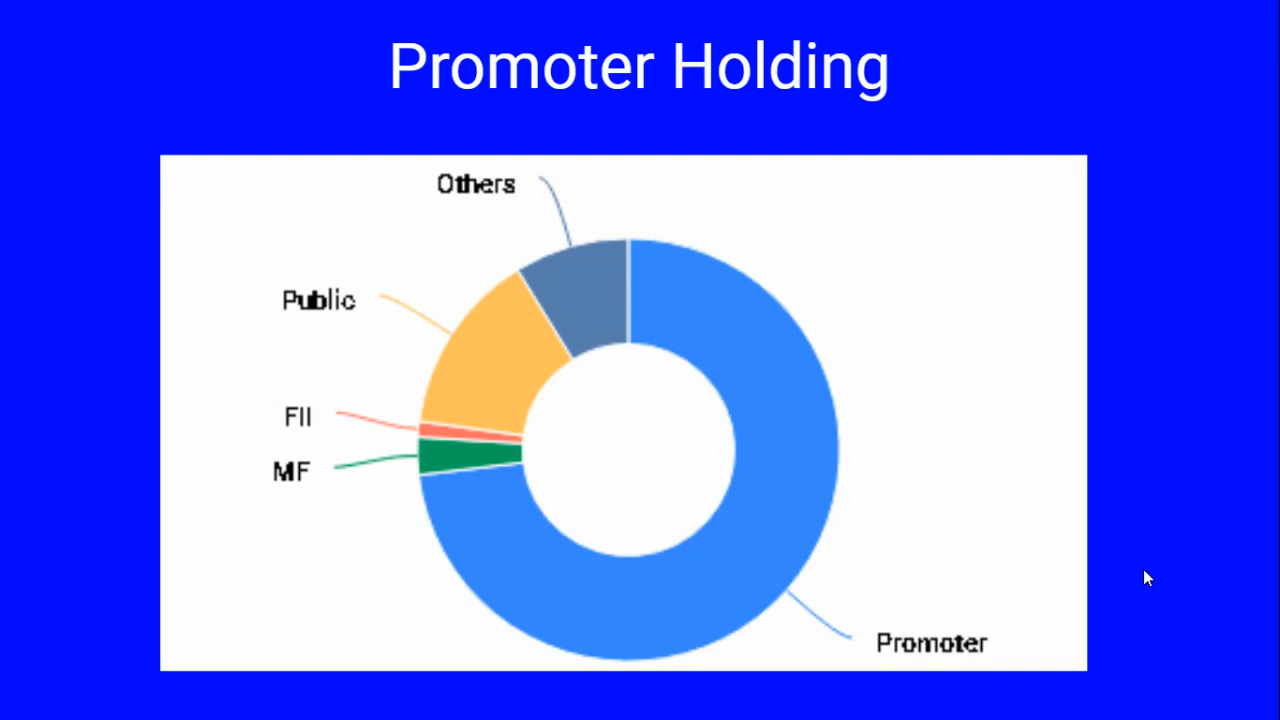 Promoter Holding
Others
Public
FII
MF
Promoter